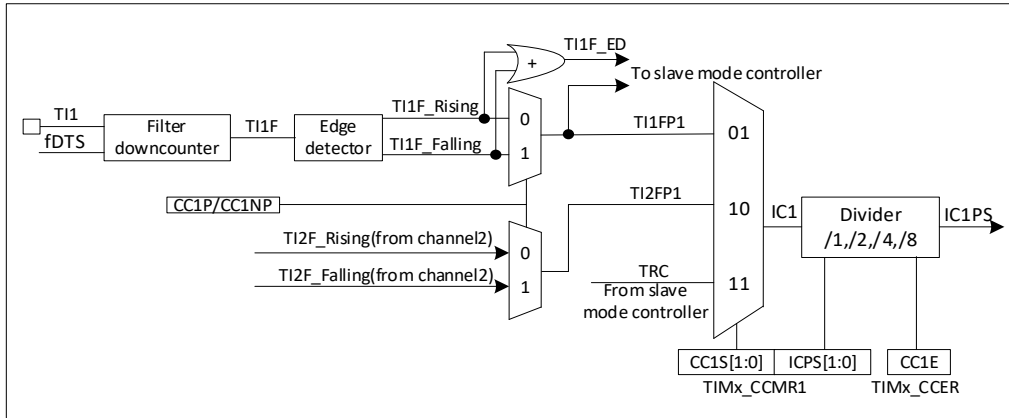 TI1F_ED
+
To slave mode controller
TI1
fDTS
Filter
downcounter
TI1F
Edge
detector
TI1F_Rising
TI1F_Falling
0
1
TI1FP1
01
CC1P/CC1NP
TI2FP1
10
IC1
Divider
/1,/2,/4,/8
IC1PS
TI2F_Rising(from channel2)
TI2F_Falling(from channel2)
0
1
TRC
From slave
mode controller
11
CC1S[1:0]
ICPS[1:0]
CC1E
TIMx_CCMR1
TIMx_CCER